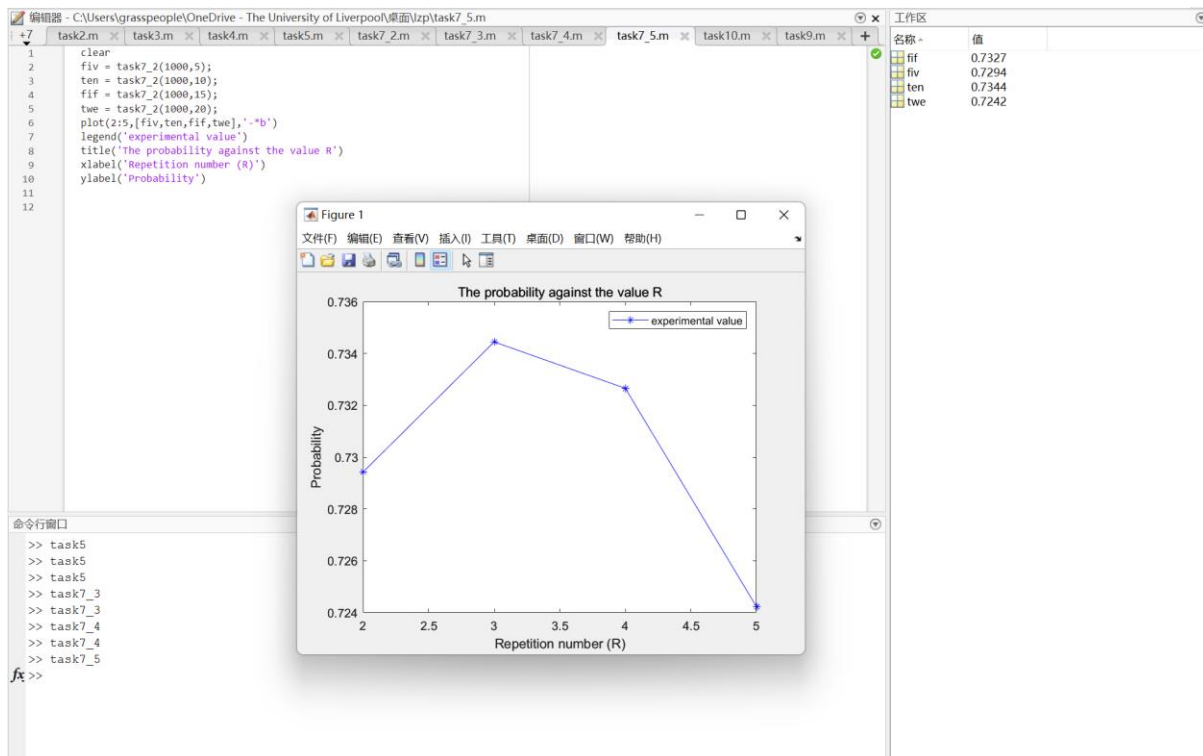 编辑器 - C:\Users\grasspeople\OneDrive - The University of Liverpool\桌面\lzp\task7_5.m
+7 task2.m task3.m task4.m task5.m task7_2.m task7_3.m task7_4.m task7_5.m task10.m task9.m +
1 clear
2 fiv = task7_2(1000,5);
3 ten = task7_2(1000,10);
4 fif = task7_2(1000,15);
5 twe = task7_2(1000,20);
6 plot(2:5,[fiv,ten,fif,twe],'-*b')
7 legend('experimental value')
8 title('The probability against the value R')
9 xlabel('Repetition number (R)')
10 ylabel('Probability')
11
12
工作区
名称 值
fif 0.7327
fiv 0.7294
ten 0.7344
twe 0.7242
Figure 1
文件(F) 编辑(E) 查看(V) 插入(I) 工具(T) 桌面(D) 窗口(W) 帮助(H)
The probability against the value R
experimental value
0.736
0.734
0.732
0.73
0.728
0.726
0.724
Probability
2 2.5 3 3.5 4 4.5 5
Repetition number (R)
命令行窗口
>> task5
>> task5
>> task5
>> task7_3
>> task7_3
>> task7_4
>> task7_4
>> task7_5
fx >>